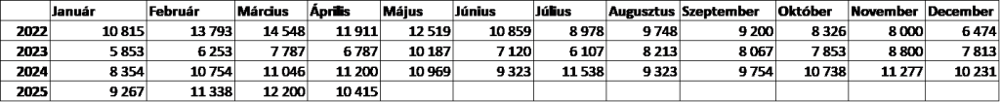 Január Február Március Április Május Június Július Augusztus Szeptember Október November December
2022 10 815 13 793 14 548 11 911 12 519 10 859 8 978 9 748 9 200 8 326 8 000 6 474
2023 5 853 6 253 7 787 6 787 10 187 7 120 6 107 8 213 8 067 7 853 8 800 7 813
2024 8 354 10 754 11 046 11 200 10 969 9 323 11 538 9 323 9 754 10 738 11 277 10 231
2025 9 267 11 338 12 200 10 415